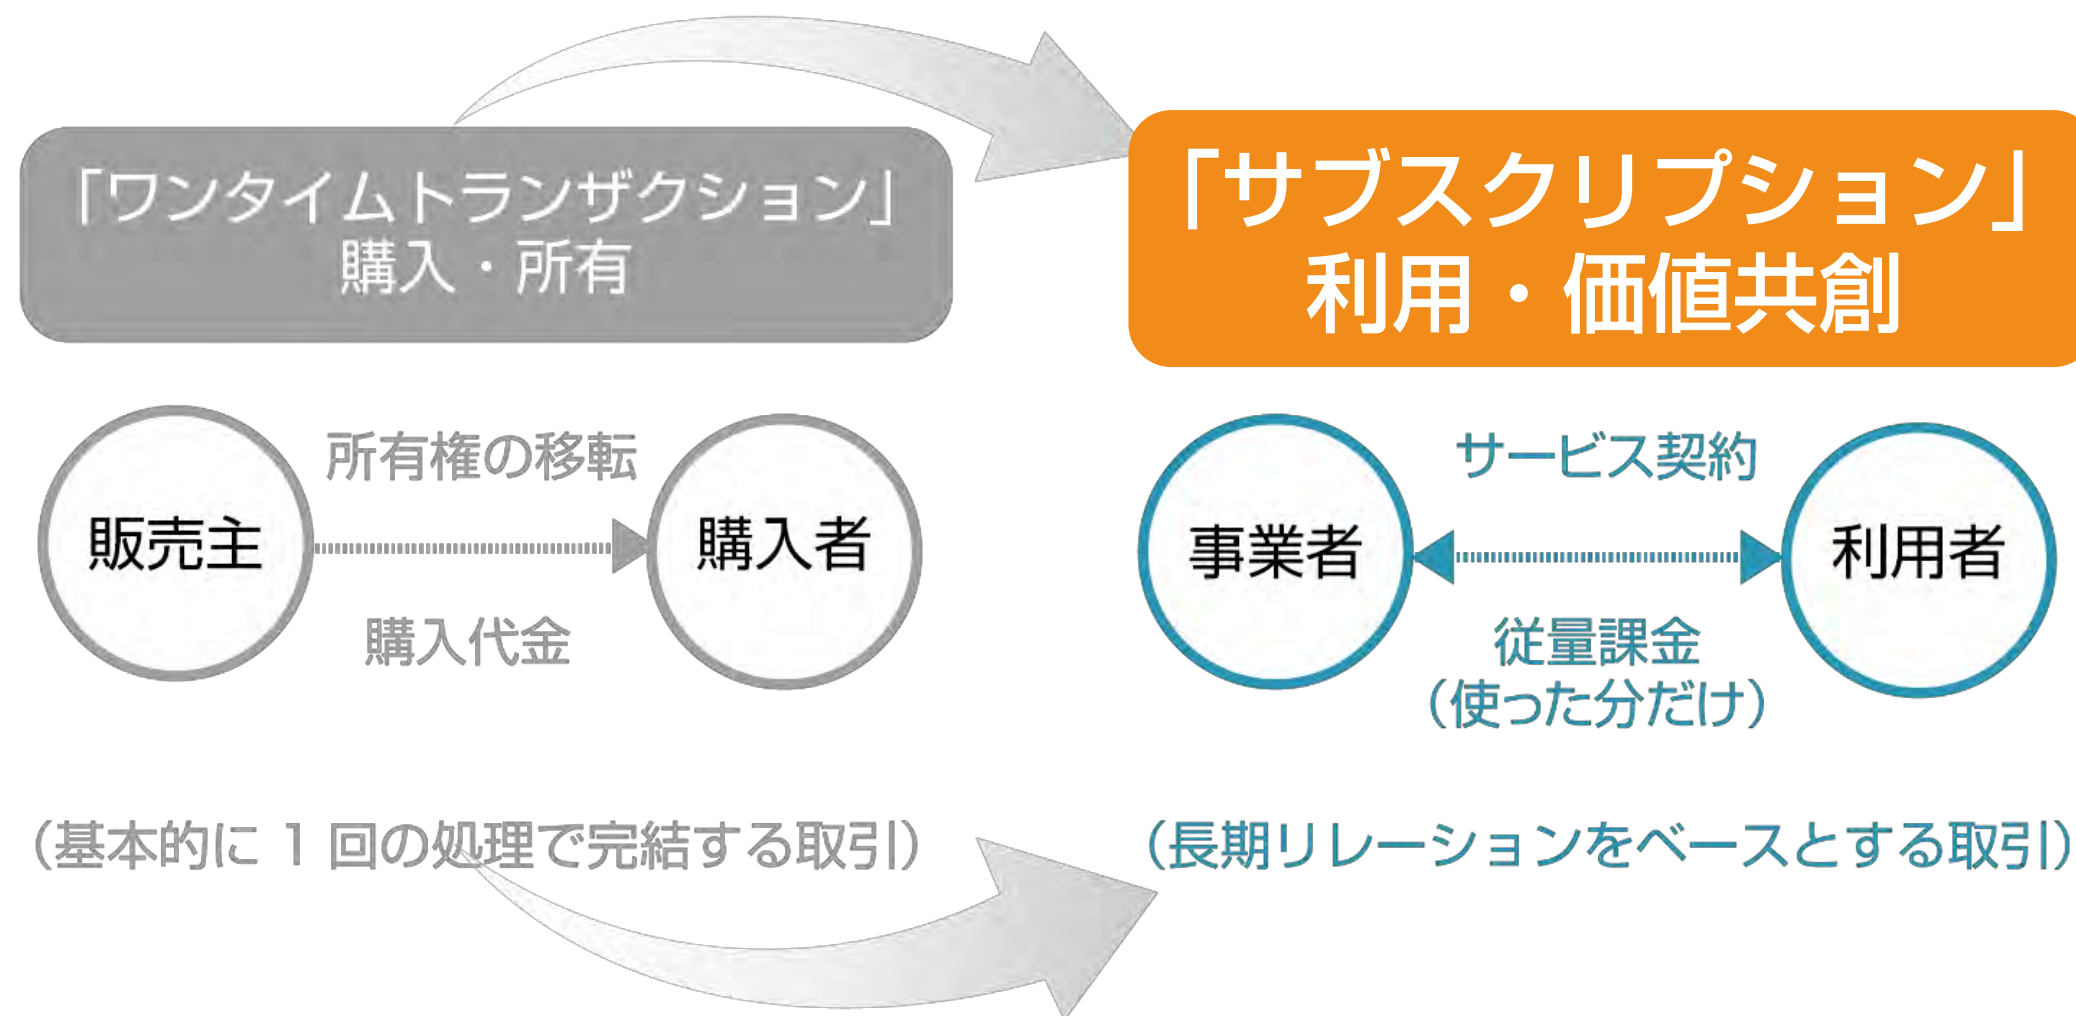 「ワンタイムトランザクション」
購入・所有
販売主
所有権の移転
購入代金
購入者
(基本的に 1 回の処理で完結する取引)
「サブスクリプション」
利用・価値共創
事業者
サービス契約
従量課金
(使った分だけ)
利用者
(長期リレーションをベースとする取引)